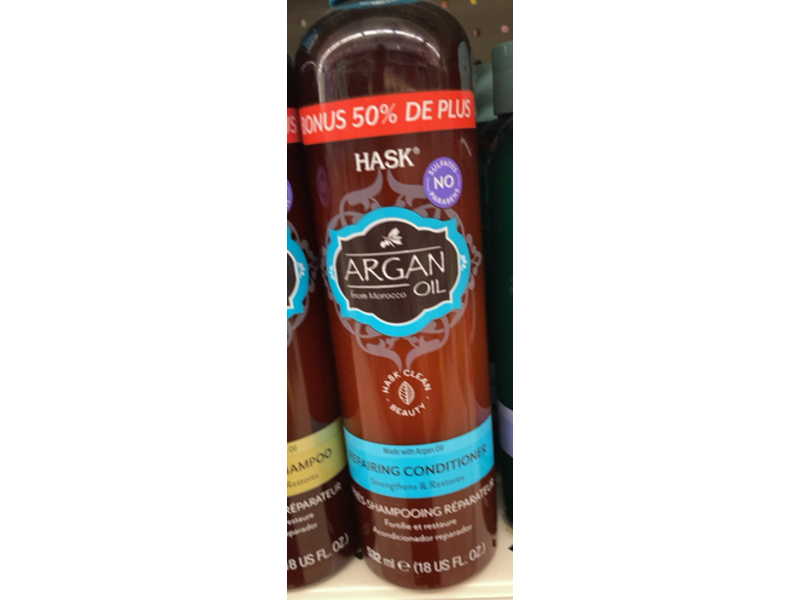 BONUS 50% DE PLUS
HASK®
SULFATES
NO
PARABENS
ARGAN
OIL
from Morocco
HASK CLEAN
BEAUTY
Made with Argan Oil
REPAIRING CONDITIONER
Strengthens & Restores
APRÈS-SHAMPOOING RÉPARATEUR
Fortifie et restaure
Acondicionador reparador
532 ml e (18 US FL. OZ.)
Oil
SHAMPOO
Restores
RÉPARATEUR
restaure
reparador
US FL. OZ.)